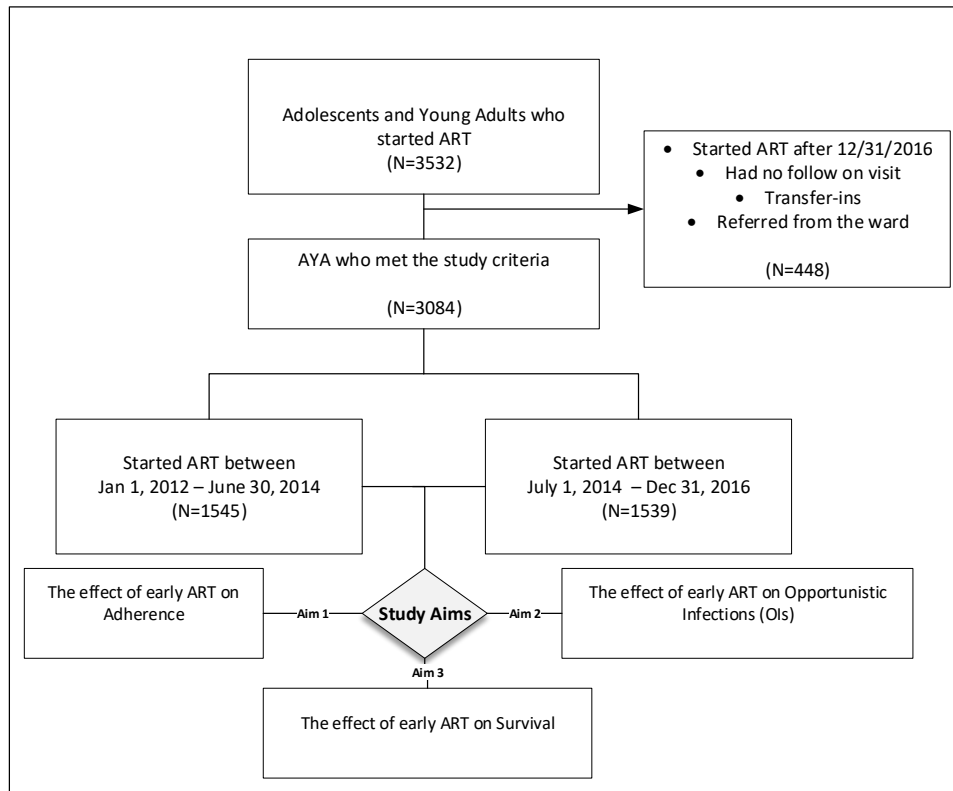 Adolescents and Young Adults who
started ART
(N=3532)
• Started ART after 12/31/2016
• Had no follow on visit
• Transfer-ins
• Referred from the ward
(N=448)
AYA who met the study criteria
(N=3084)
Started ART between
Jan 1, 2012 – June 30, 2014
(N=1545)
Started ART between
July 1, 2014 – Dec 31, 2016
(N=1539)
The effect of early ART on
Adherence
Aim 1
Study Aims
Aim 2
The effect of early ART on Opportunistic
Infections (OIs)
Aim 3
The effect of early ART on Survival